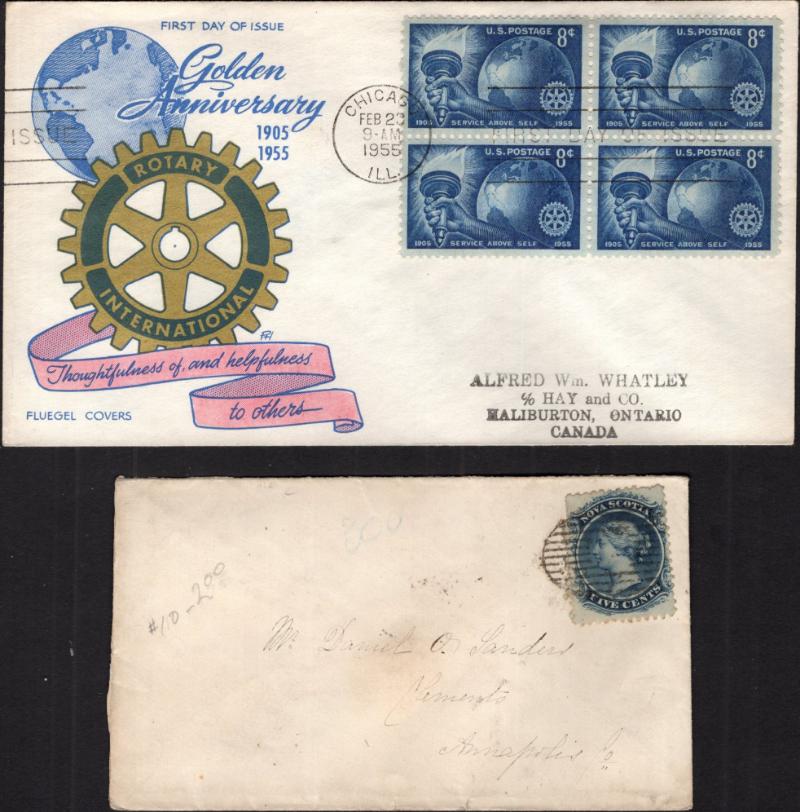 FIRST DAY OF ISSUE
Golden
Anniversary
1905
1955
ISSUE
ROTARY
INTERNATIONAL
Thoughtfulness of, and helpfulness
to others
FLUEGEL COVERS
CHICAGO
FEB 23
9-AM
1955
ILL.
FIRST DAY OF ISSUE
U.S. POSTAGE 8¢
1905 SERVICE ABOVE SELF 1955
U.S. POSTAGE 8¢
1905 SERVICE ABOVE SELF 1955
U.S. POSTAGE 8¢
1905 SERVICE ABOVE SELF 1955
U.S. POSTAGE 8¢
1905 SERVICE ABOVE SELF 1955
ALFRED Wm. WHATLEY
% HAY and CO.
HALIBURTON, ONTARIO
CANADA
NOVA SCOTIA
FIVE CENTS
200
#10-200
Mr. Daniel O. Sanders
Clements
Annapolis Co